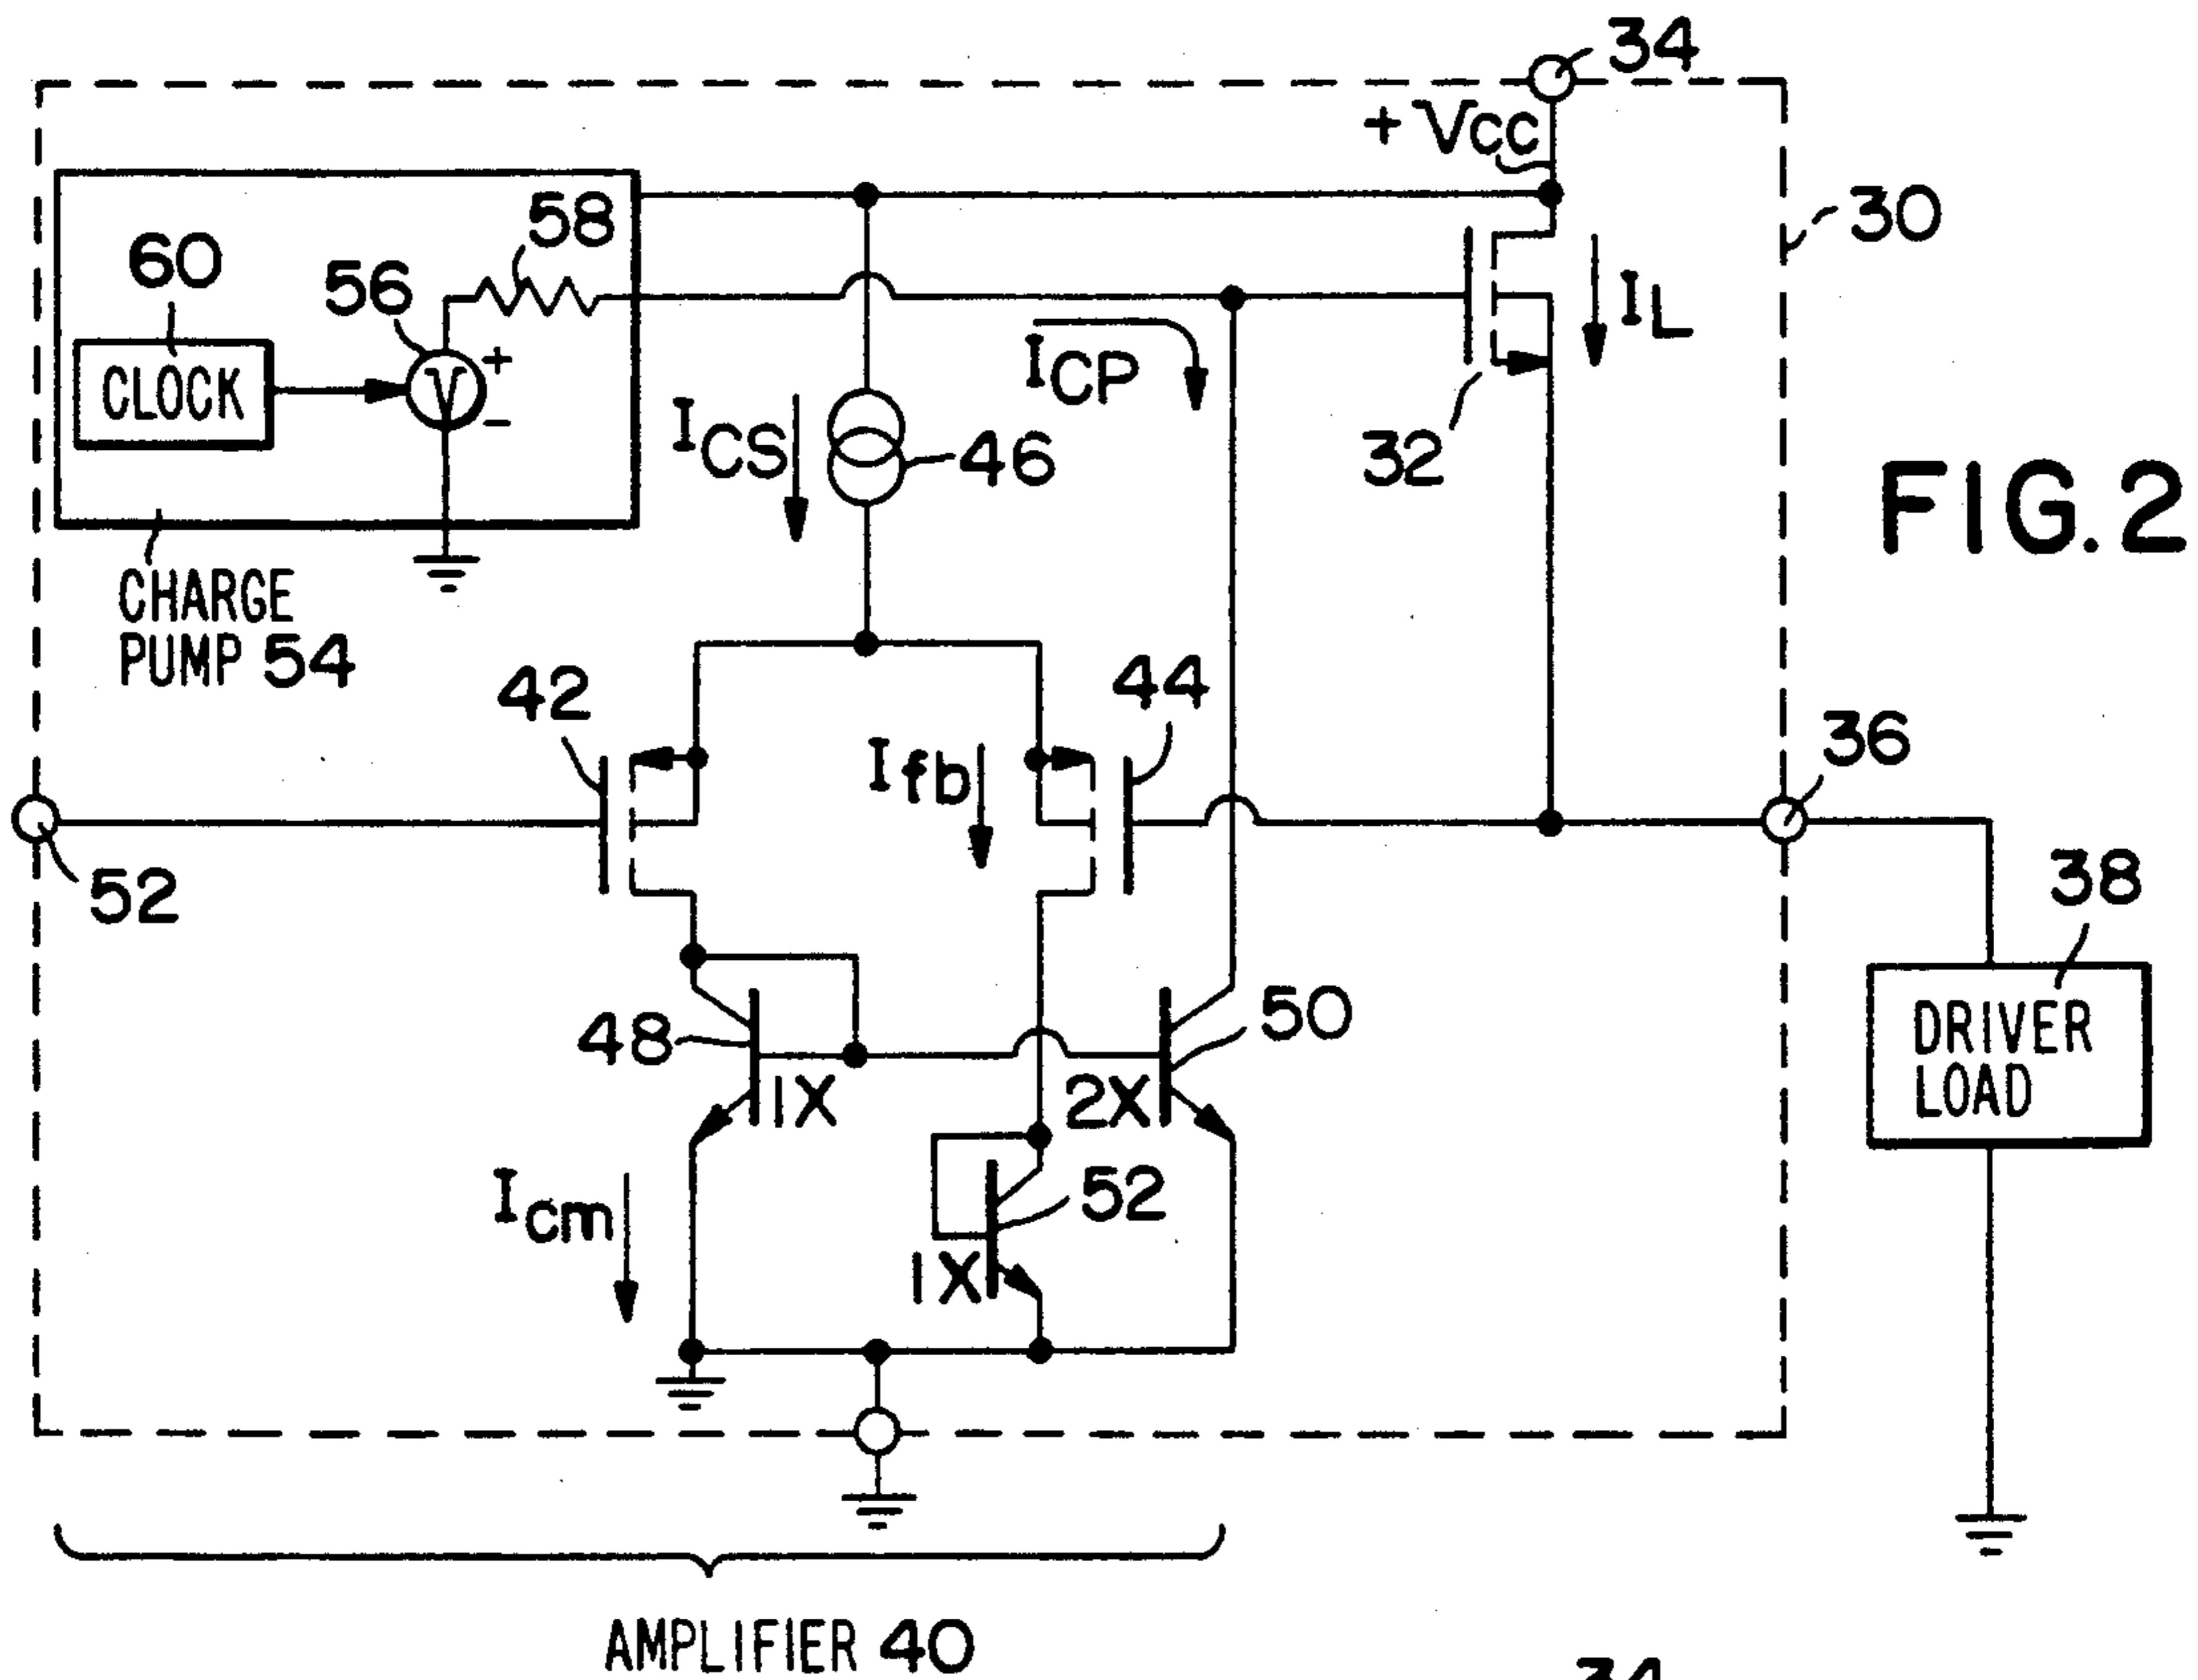 34
+ Vcc
30
58
60
56
CLOCK
V
+
−
ICS
46
ICP
IL
32
FIG.2
CHARGE
PUMP 54
42
44
Ifb
36
52
38
DRIVER
LOAD
48
1X
2X
50
Icm
52
1X
AMPLIFIER 40
34